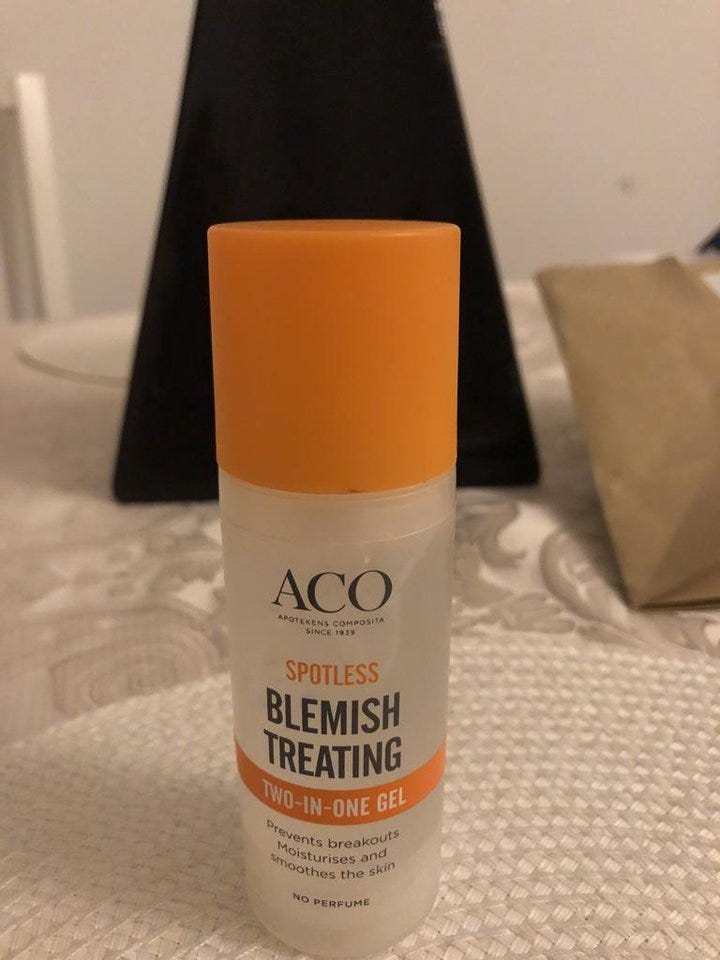 ACO
APOTEKENS COMPOSITA
SINCE 1939
SPOTLESS
BLEMISH
TREATING
TWO-IN-ONE GEL
Prevents breakouts
Moisturises and
smoothes the skin
NO PERFUME